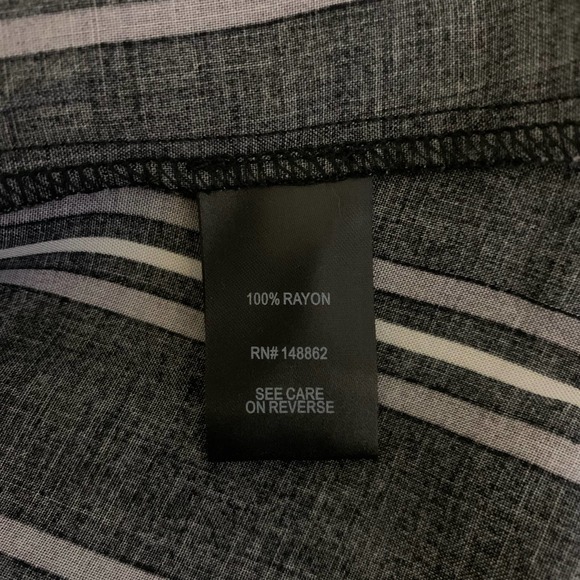 100% RAYON
RN# 148862
SEE CARE
ON REVERSE